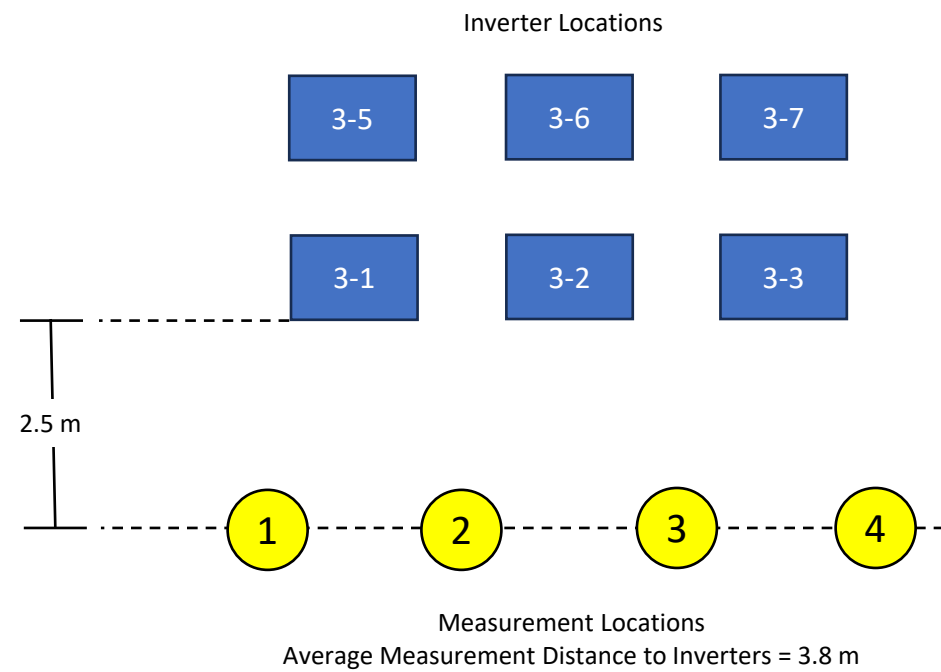 Inverter Locations
3-5 3-6 3-7
3-1 3-2 3-3
2.5 m
1 2 3 4
Measurement Locations
Average Measurement Distance to Inverters = 3.8 m